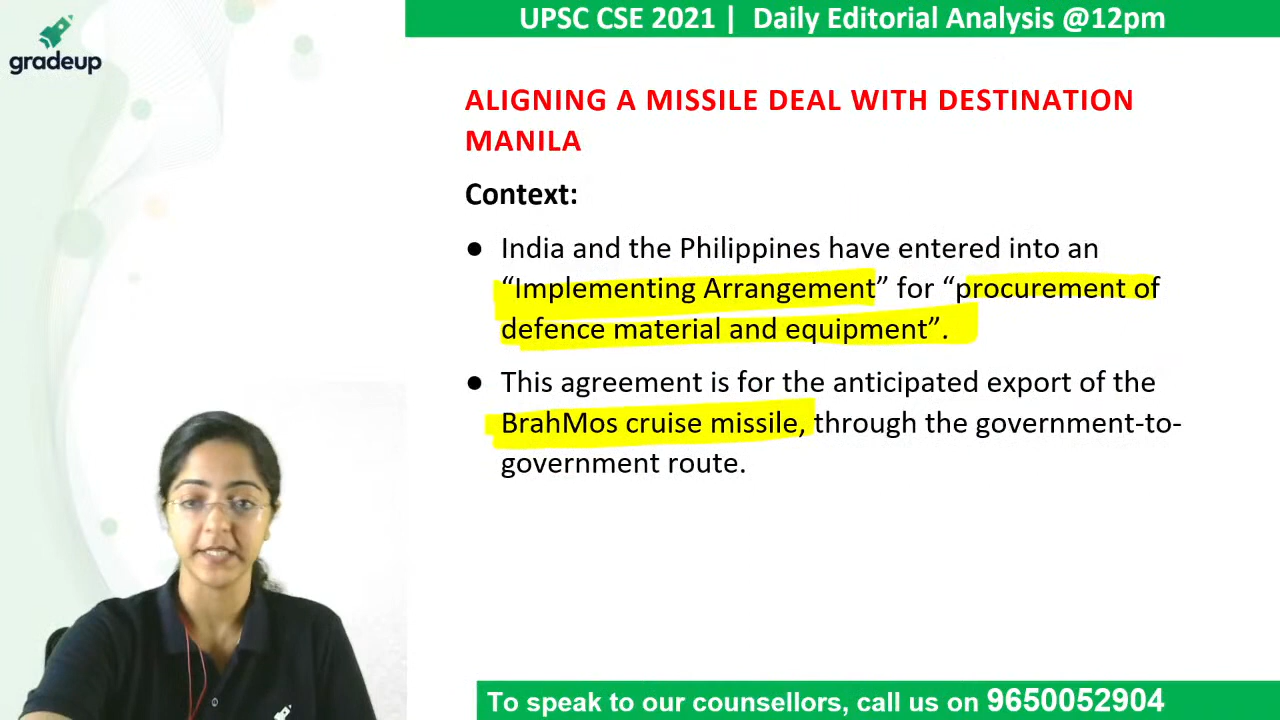 UPSC CSE 2021 | Daily Editorial Analysis @12pm
gradeup
ALIGNING A MISSILE DEAL WITH DESTINATION
MANILA
Context:
● India and the Philippines have entered into an
“Implementing Arrangement” for “procurement of
defence material and equipment”.
● This agreement is for the anticipated export of the
BrahMos cruise missile, through the government-to-
government route.
To speak to our counsellors, call us on 9650052904